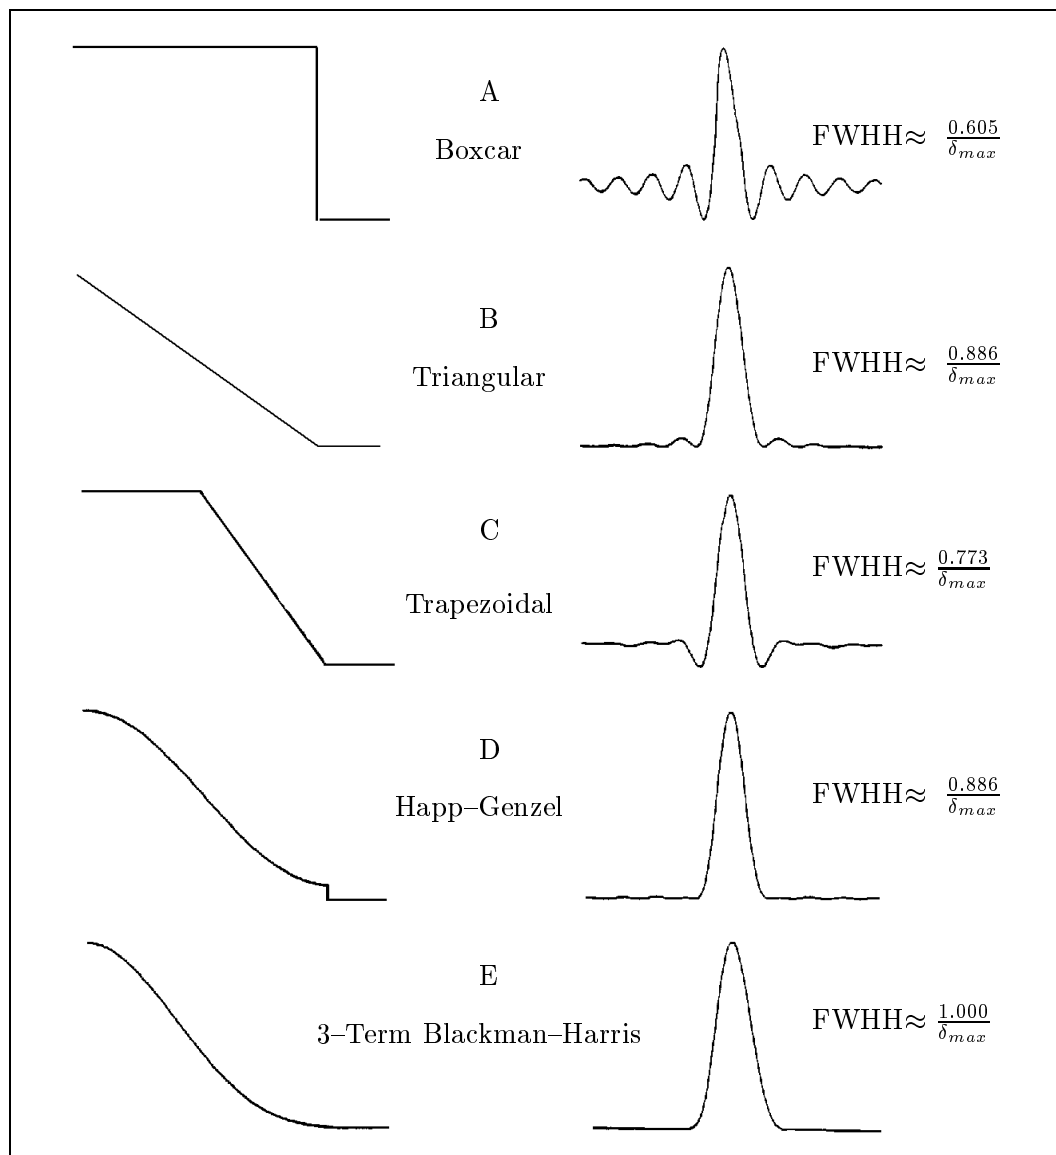 A
Boxcar
FWHH≈ 0.605/δmax
B
Triangular
FWHH≈ 0.886/δmax
C
Trapezoidal
FWHH≈ 0.773/δmax
D
Happ–Genzel
FWHH≈ 0.886/δmax
E
3–Term Blackman–Harris
FWHH≈ 1.000/δmax